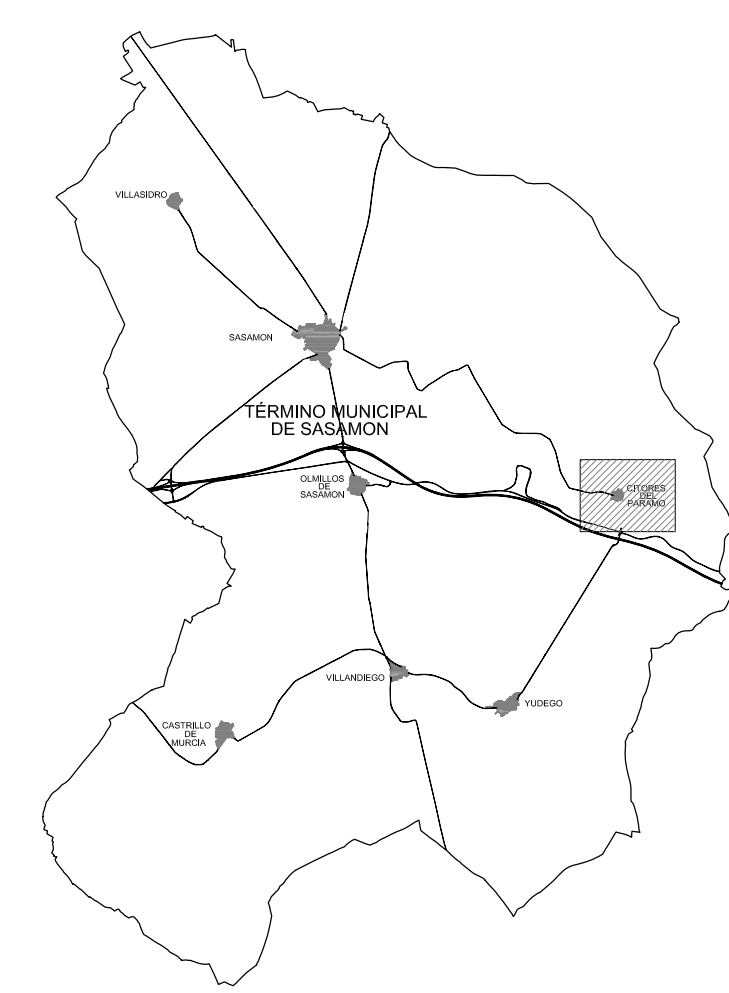 VILLASIDRO
SASAMON
TÉRMINO MUNICIPAL
DE SASAMON
OLMILLOS
DE
SASAMON
CITORES
DEL
PARAMO
VILLANDIEGO
YUDEGO
CASTRILLO
DE
MURCIA